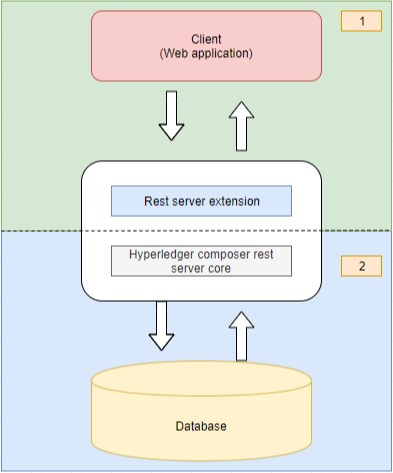 Client
(Web application)
1
Rest server extension
Hyperledger composer rest
server core
2
Database